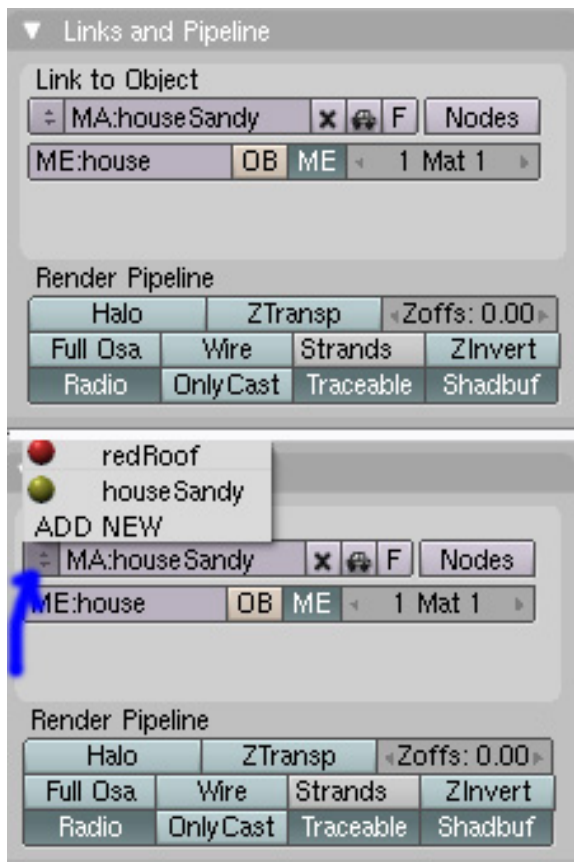 Links and Pipeline
Link to Object
MA:houseSandy F Nodes
ME:house OB ME 1 Mat 1
Render Pipeline
Halo ZTransp Zoffs: 0.00
Full Osa Wire Strands ZInvert
Radio OnlyCast Traceable Shadbuf
redRoof
houseSandy
ADD NEW
MA:houseSandy F Nodes
ME:house OB ME 1 Mat 1
Render Pipeline
Halo ZTransp Zoffs: 0.00
Full Osa Wire Strands ZInvert
Radio OnlyCast Traceable Shadbuf